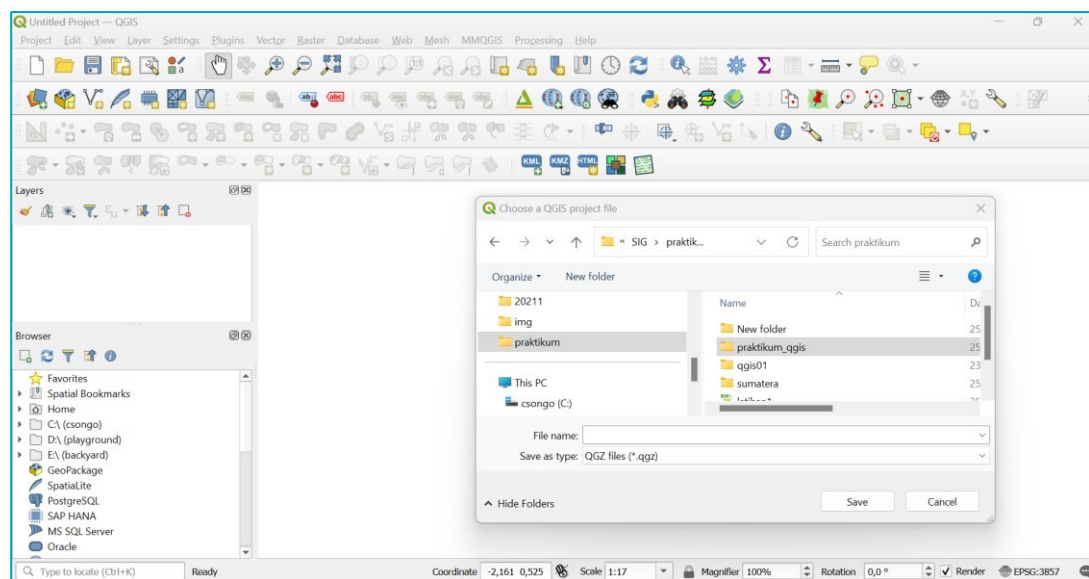 Untitled Project — QGIS
Project Edit View Layer Settings Plugins Vector Raster Database Web Mesh MMQGIS Processing Help
KML KMZ HTML
Layers
Choose a QGIS project file
« SIG > praktik...
Search praktikum
Organize
New folder
20211
img
praktikum
This PC
csongo (C:)
Name
New folder 25
praktikum_qgis 25
qgis01 23
sumatera 25
File name:
Save as type: QGZ files (*.qgz)
Hide Folders
Save
Cancel
Browser
Favorites
Spatial Bookmarks
Home
C:\ (csongo)
D:\ (playground)
E:\ (backyard)
GeoPackage
SpatiaLite
PostgreSQL
SAP HANA
MS SQL Server
Oracle
Type to locate (Ctrl+K) Ready Coordinate -2,161 0,525 Scale 1:17 Magnifier 100% Rotation 0,0 ° Render EPSG:3857